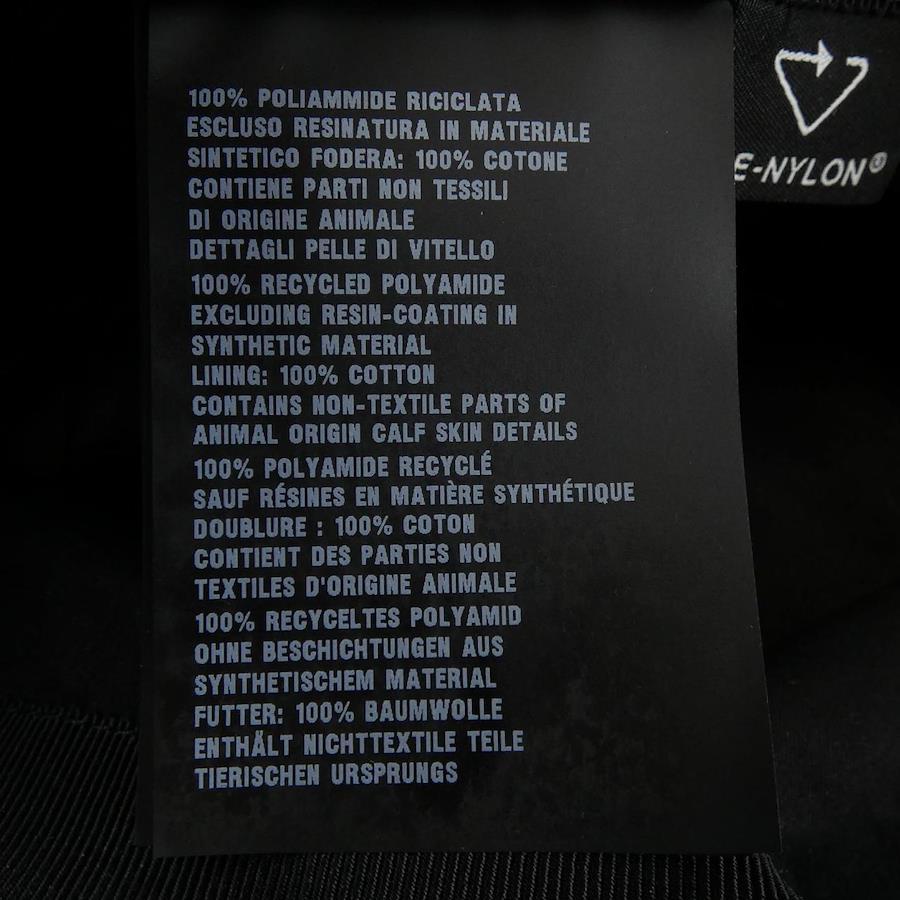 100% POLIAMMIDE RICICLATA
ESCLUSO RESINATURA IN MATERIALE
SINTETICO FODERA: 100% COTONE
CONTIENE PARTI NON TESSILI
DI ORIGINE ANIMALE
DETTAGLI PELLE DI VITELLO
100% RECYCLED POLYAMIDE
EXCLUDING RESIN-COATING IN
SYNTHETIC MATERIAL
LINING: 100% COTTON
CONTAINS NON-TEXTILE PARTS OF
ANIMAL ORIGIN CALF SKIN DETAILS
100% POLYAMIDE RECYCLÉ
SAUF RÉSINES EN MATIÈRE SYNTHÉTIQUE
DOUBLURE : 100% COTON
CONTIENT DES PARTIES NON
TEXTILES D'ORIGINE ANIMALE
100% RECYCELTES POLYAMID
OHNE BESCHICHTUNGEN AUS
SYNTHETISCHEM MATERIAL
FUTTER: 100% BAUMWOLLE
ENTHÄLT NICHTTEXTILE TEILE
TIERISCHEN URSPRUNGS
E-NYLON®